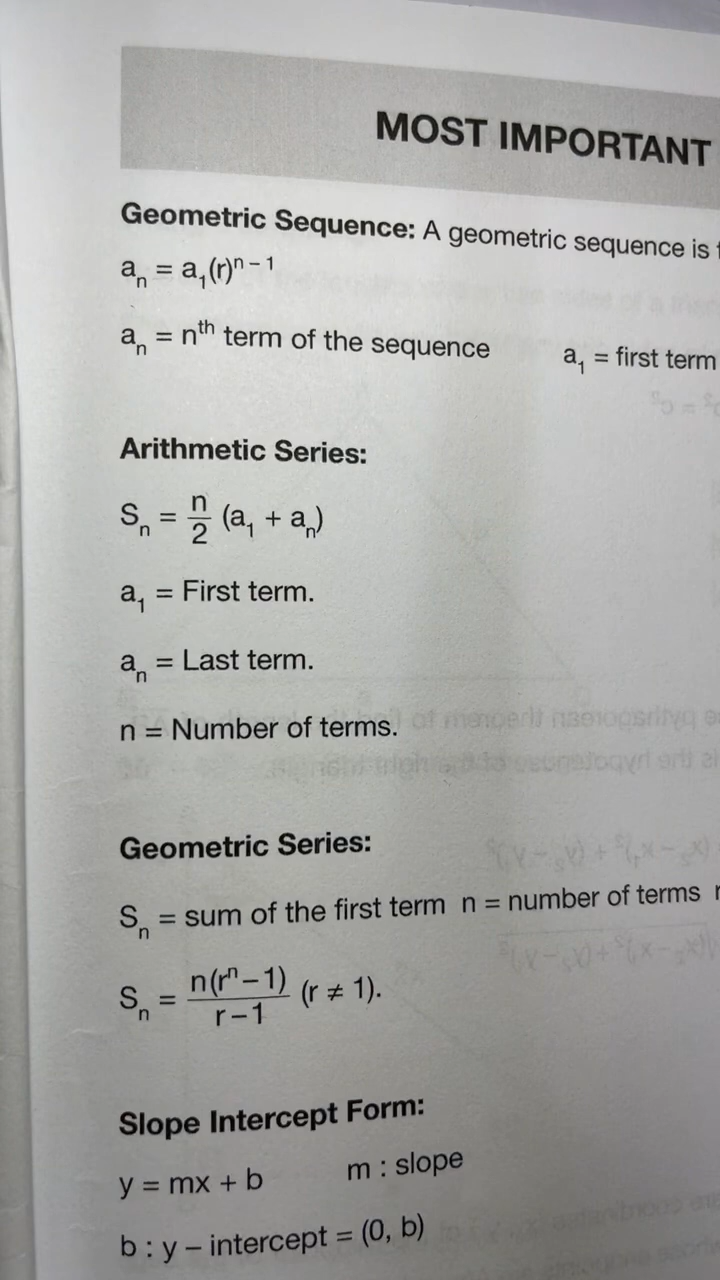 MOST IMPORTANT
Geometric Sequence: A geometric sequence is
aₙ = a₁(r)ⁿ⁻¹
aₙ = nᵗʰ term of the sequence a₁ = first term
Arithmetic Series:
Sₙ = n/2 (a₁ + aₙ)
a₁ = First term.
aₙ = Last term.
n = Number of terms.
Geometric Series:
Sₙ = sum of the first term n = number of terms
Sₙ = n(rⁿ – 1)/r – 1 (r ≠ 1).
Slope Intercept Form:
y = mx + b m : slope
b : y – intercept = (0, b)